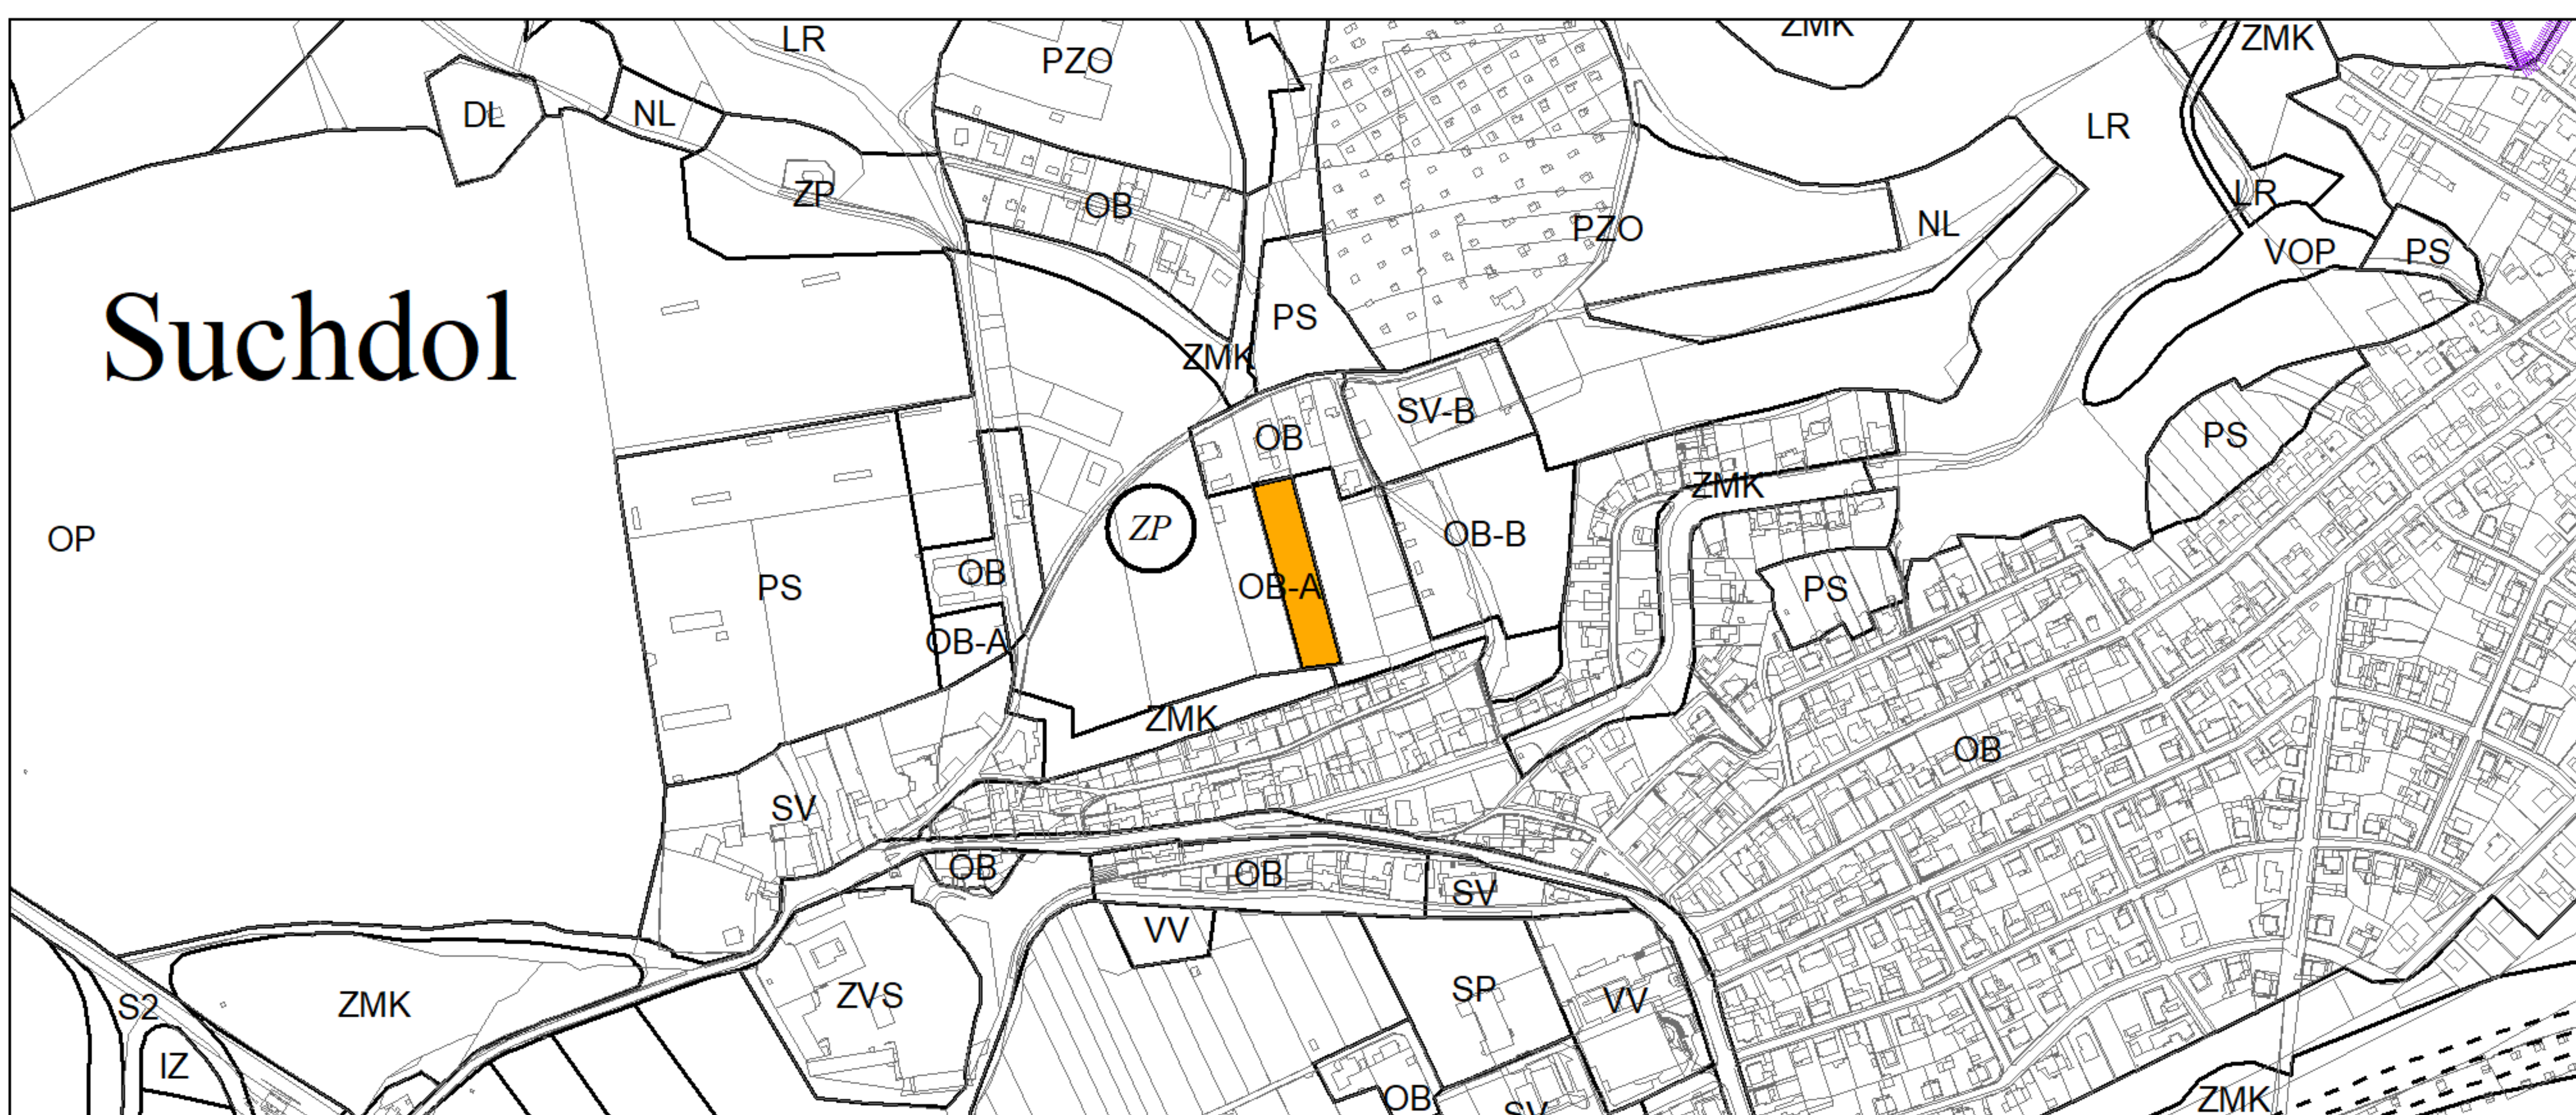 ZMK
LR
ZMK
PZO
DL
NL
LR
ZP
OB
LR
PZO
NL
VOP
PS
Suchdol
PS
ZMK
SV-B
OB
PS
ZMK
OP
ZP
OB-B
OB
PS
OB-A
PS
OB-A
ZMK
OB
SV
OB
OB
SV
VV
ZVS
SP
VV
S2
ZMK
IZ
OB
SV
ZMK